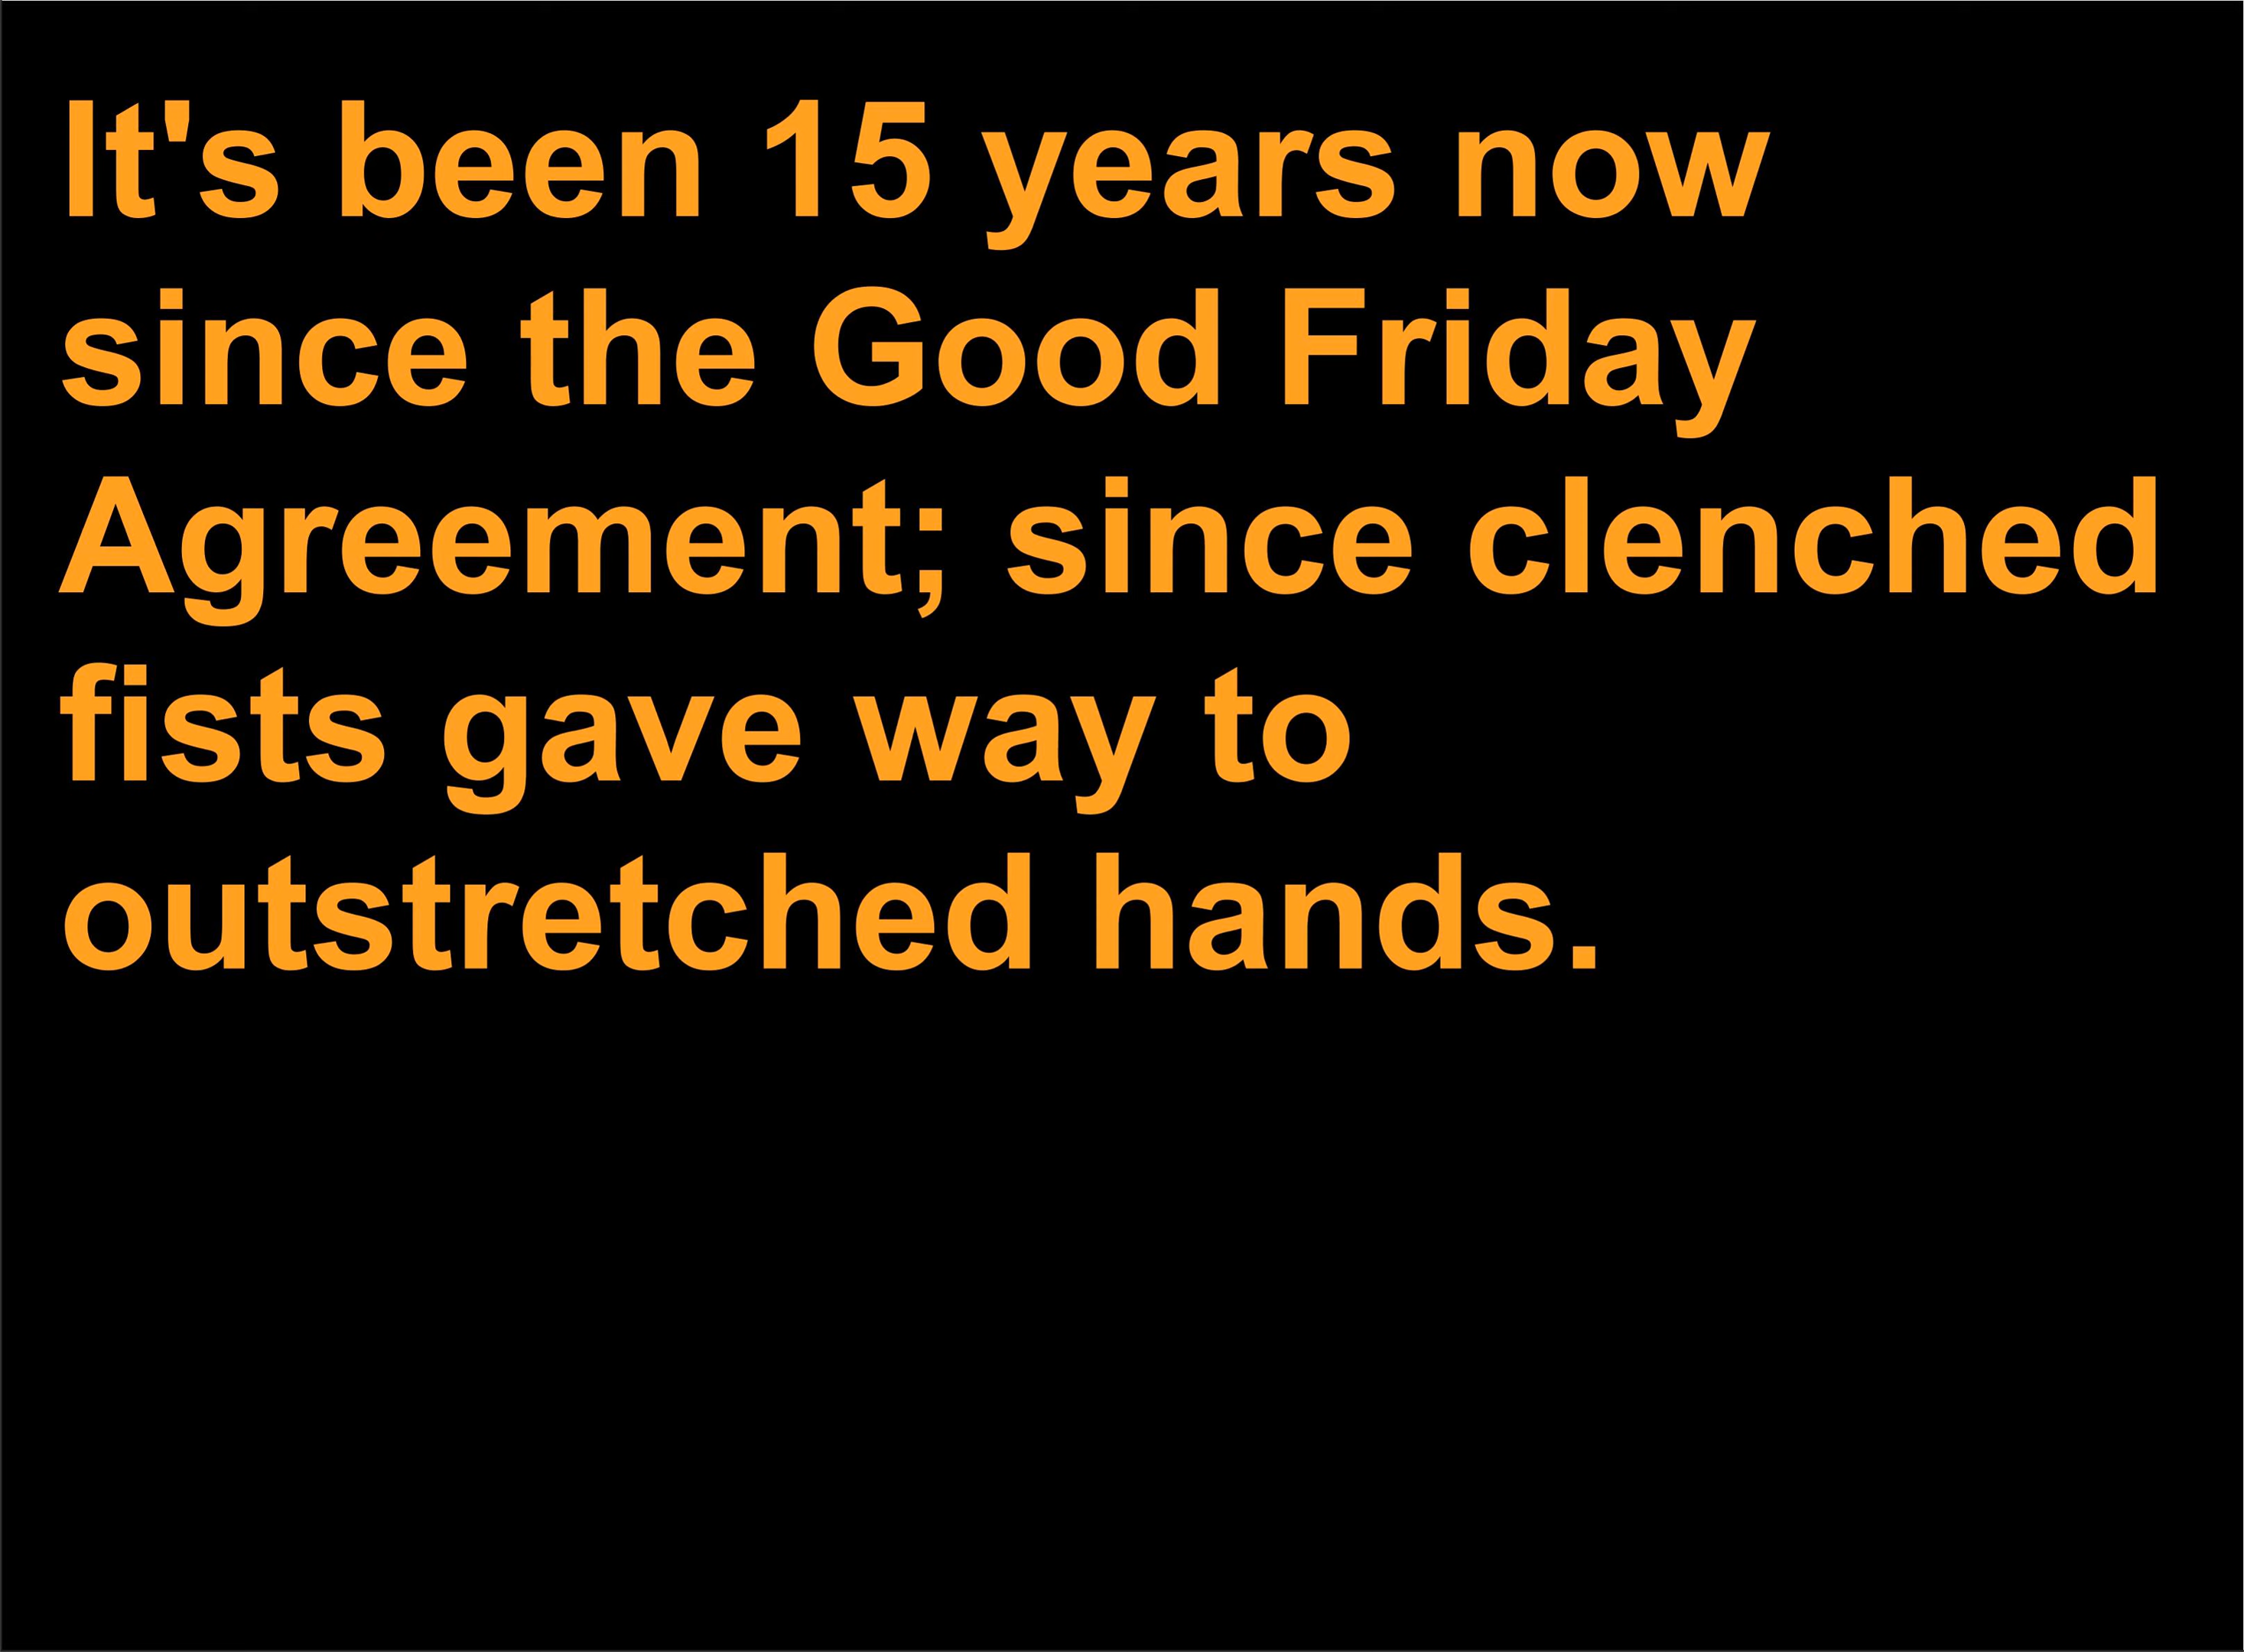 It's been 15 years now
since the Good Friday
Agreement; since clenched
fists gave way to
outstretched hands.